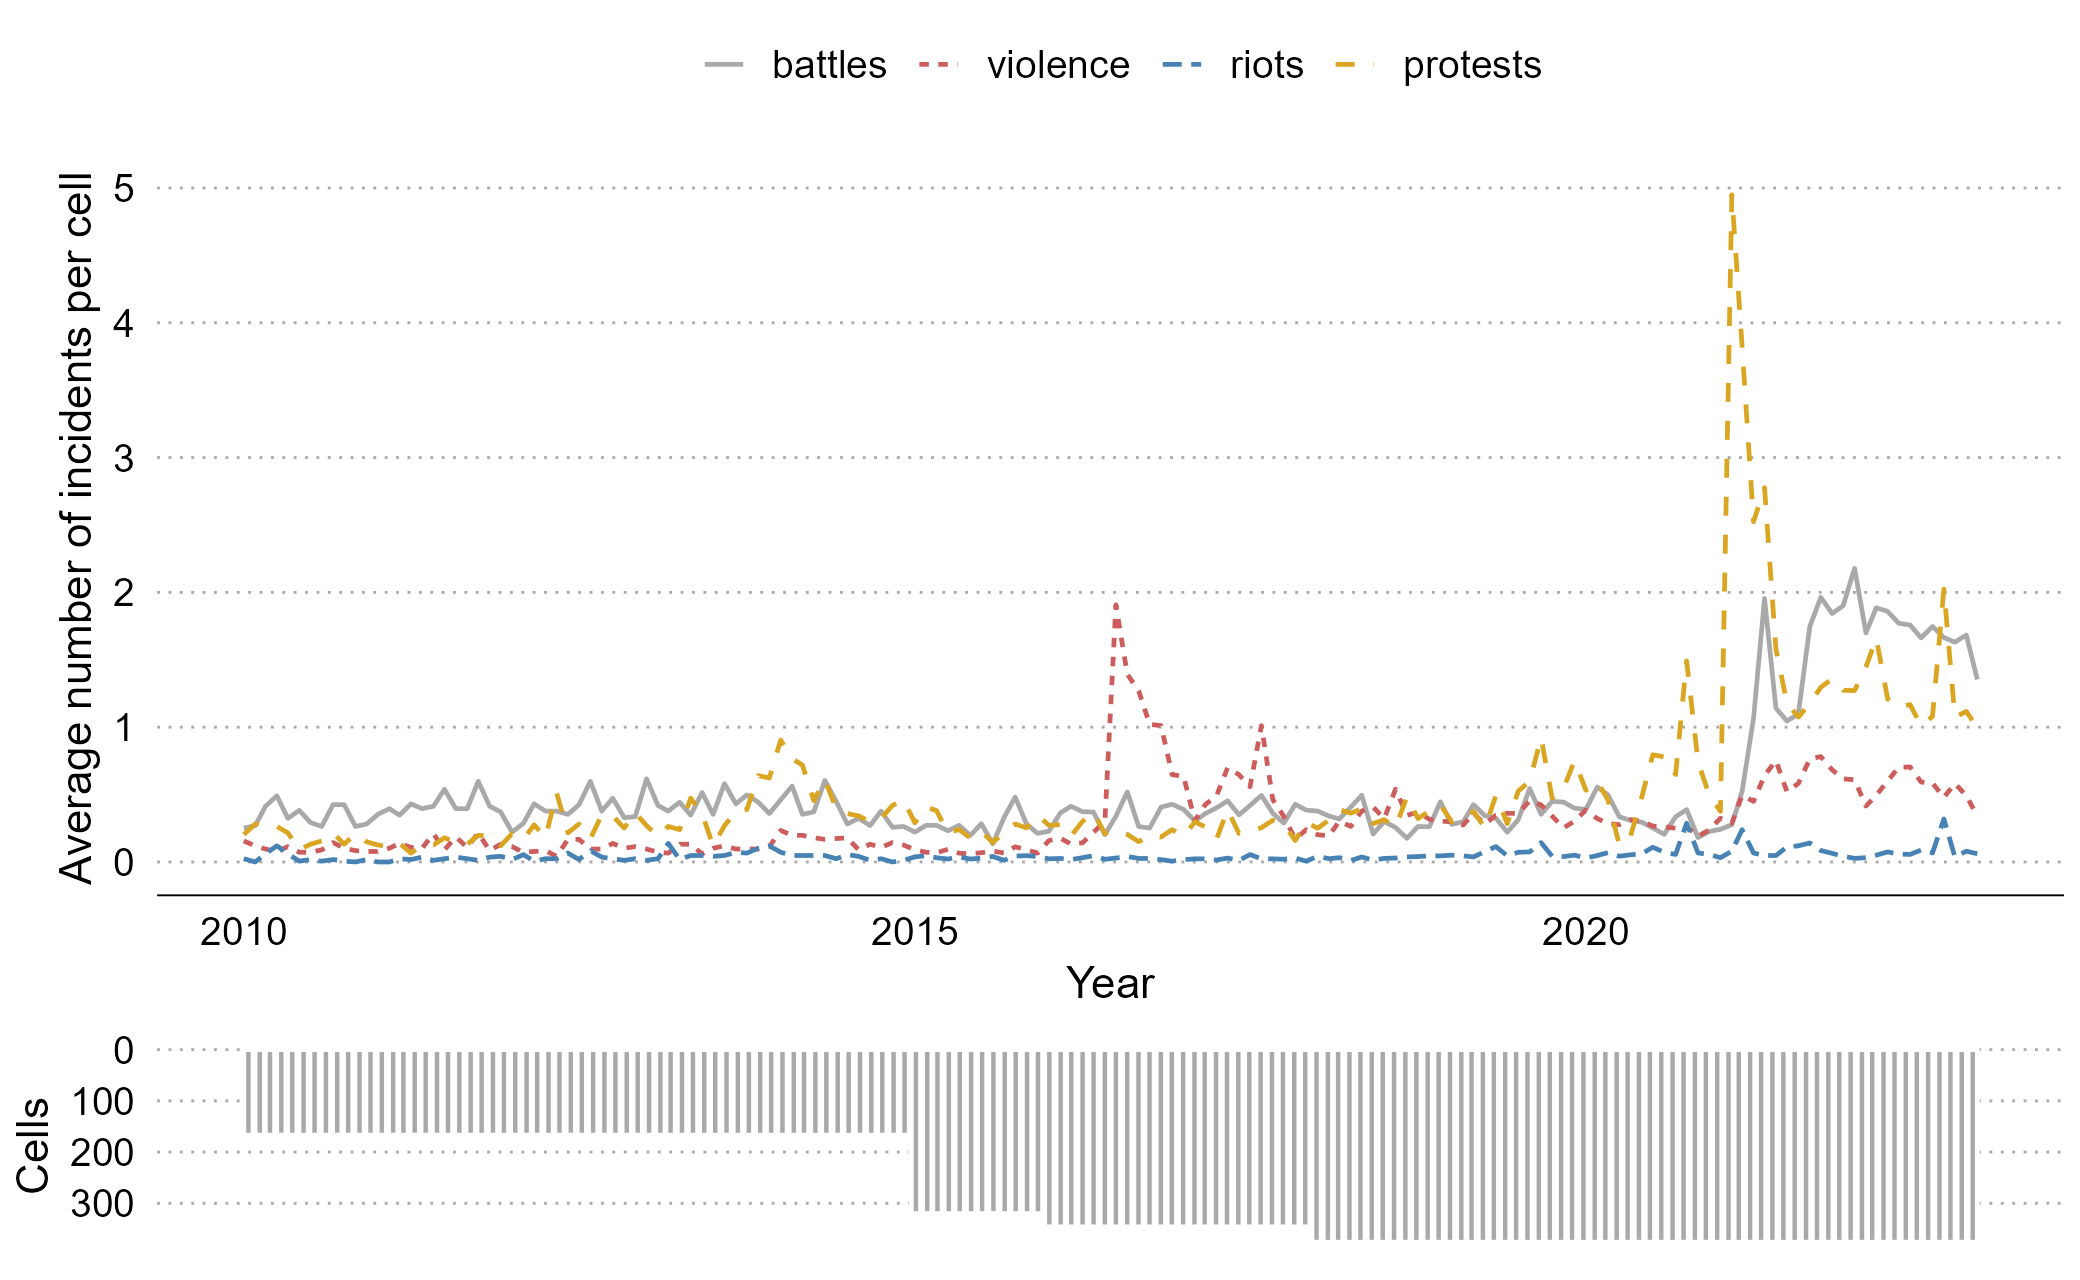 battles violence riots protests
Average number of incidents per cell
5
4
3
2
1
0
2010 2015 2020
Year
Cells
0
100
200
300